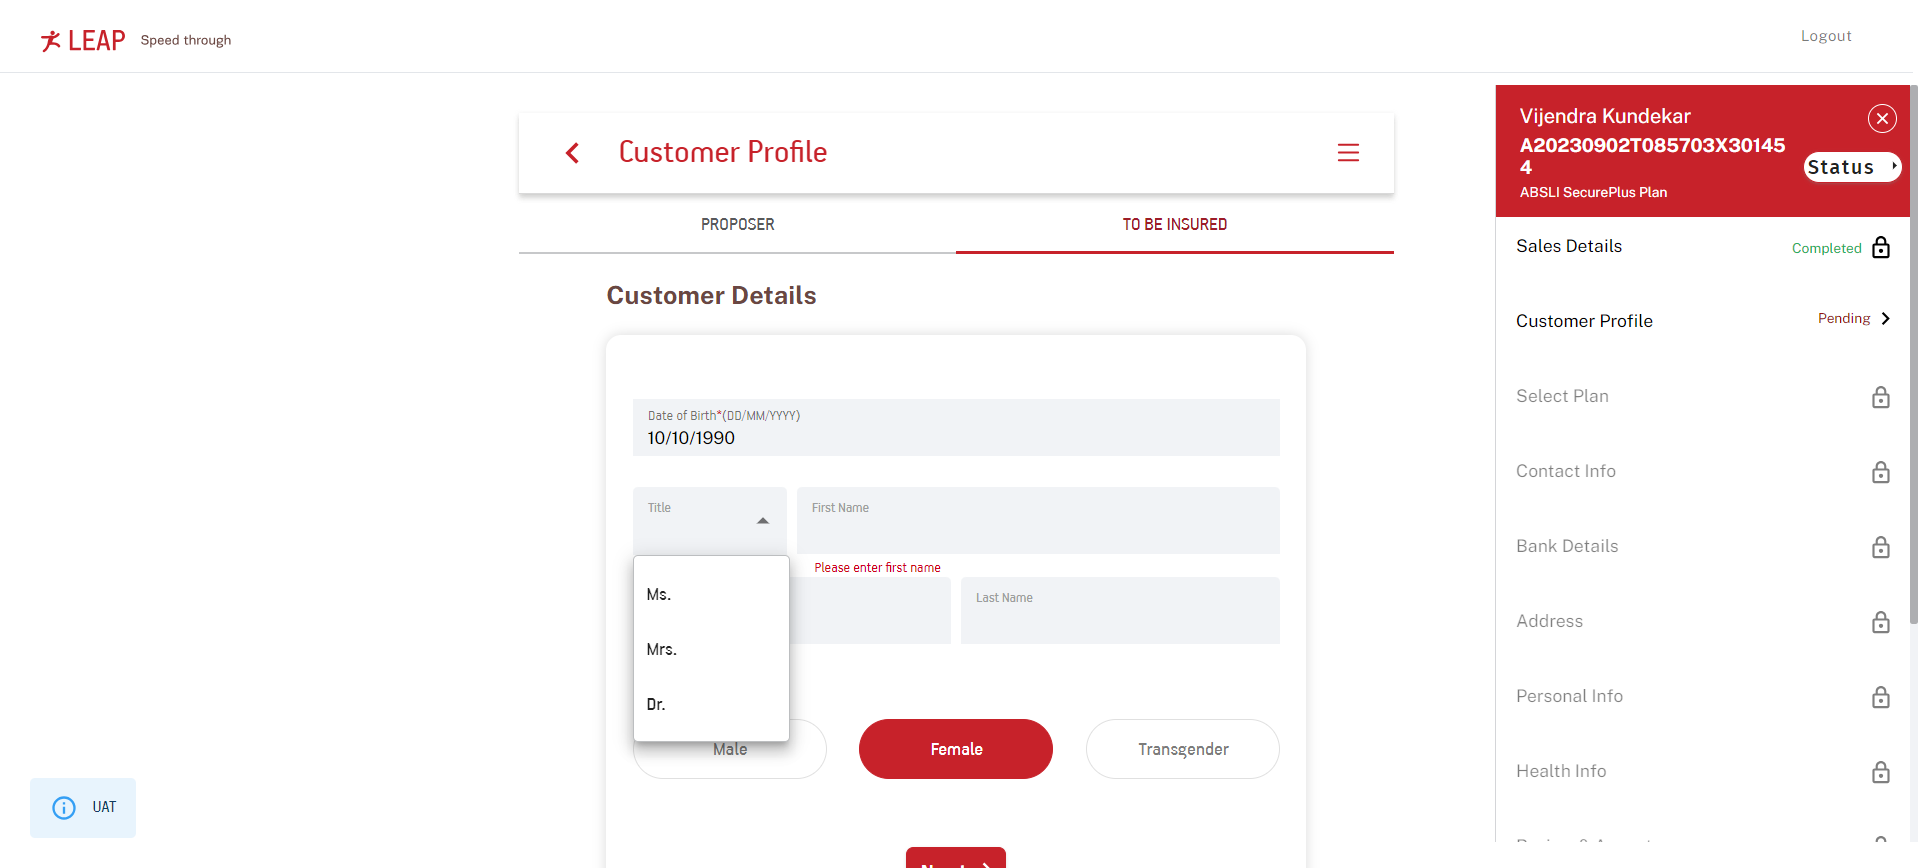 LEAP Speed through
Logout
Customer Profile
PROPOSER
TO BE INSURED
Customer Details
Date of Birth*(DD/MM/YYYY)
10/10/1990
Title
First Name
Please enter first name
Ms.
Mrs.
Dr.
Last Name
Male
Female
Transgender
UAT
Vijendra Kundekar
A20230902T085703X30145
4
ABSLI SecurePlus Plan
Status
Sales Details
Completed
Customer Profile
Pending
Select Plan
Contact Info
Bank Details
Address
Personal Info
Health Info